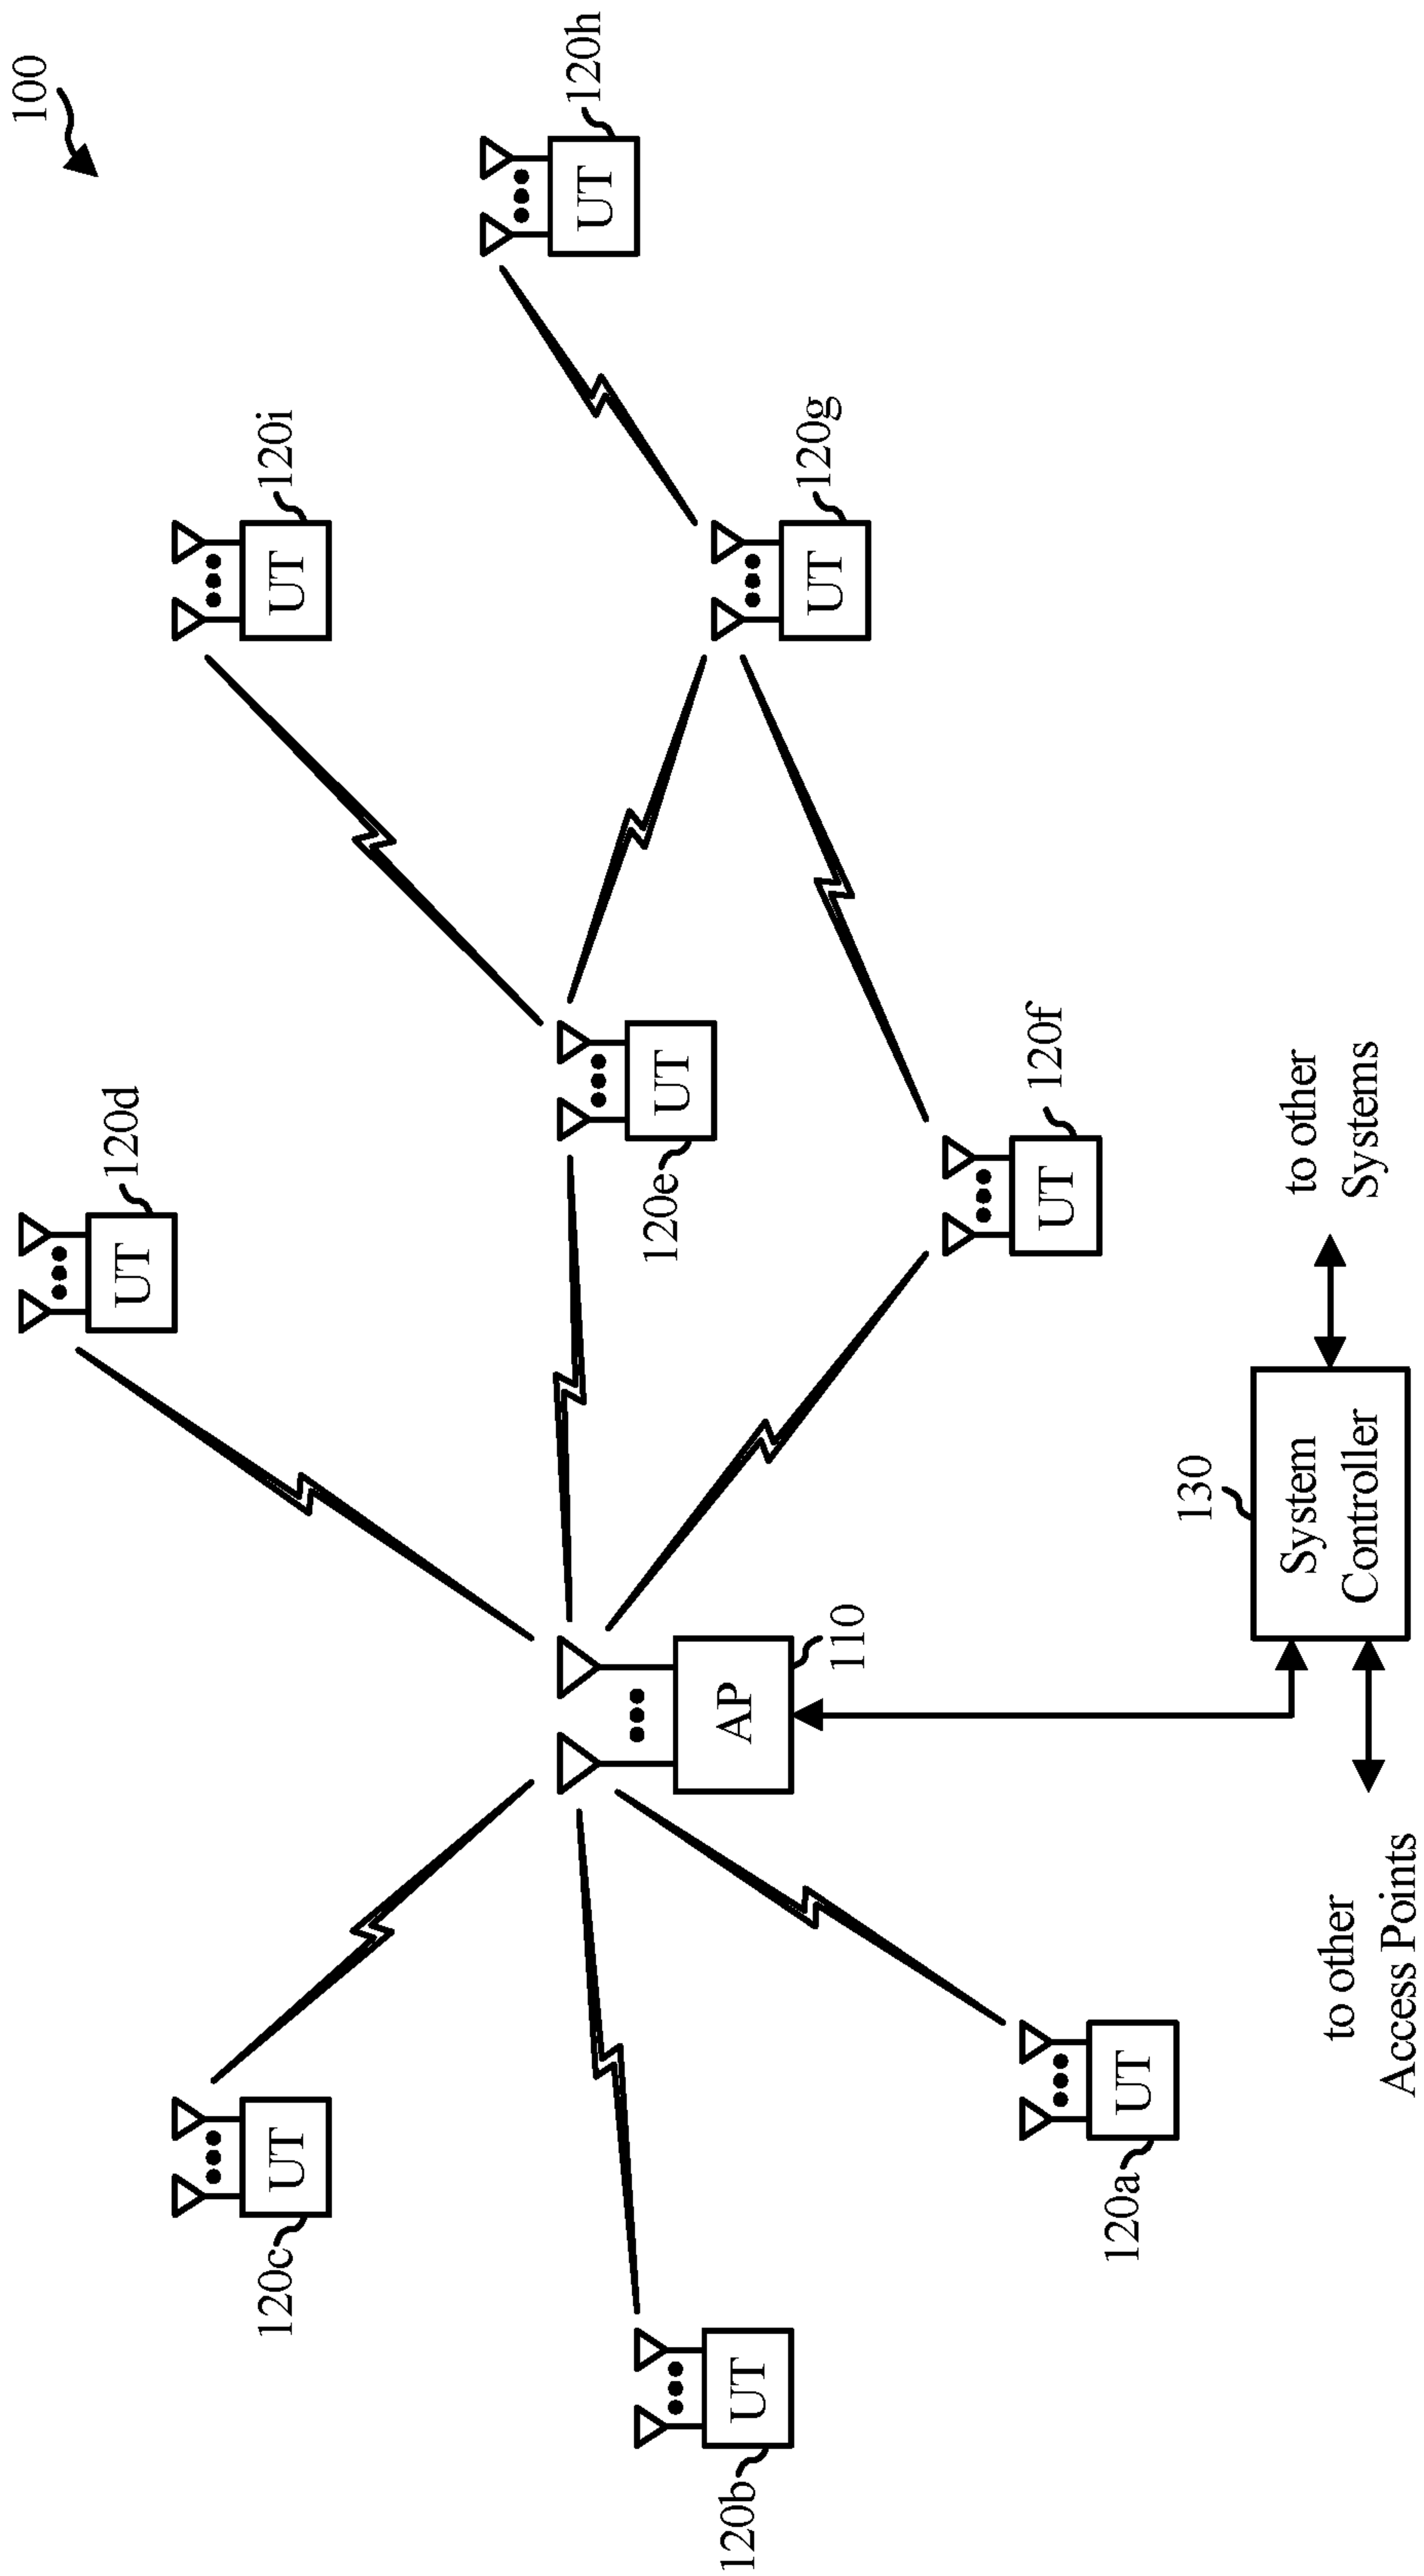 100
120d
UT
120i
UT
120c
UT
120h
UT
UT
120e
120b
UT
AP
110
120g
UT
120f
UT
120a
UT
130
System
Controller
to other
Systems
to other
Access Points